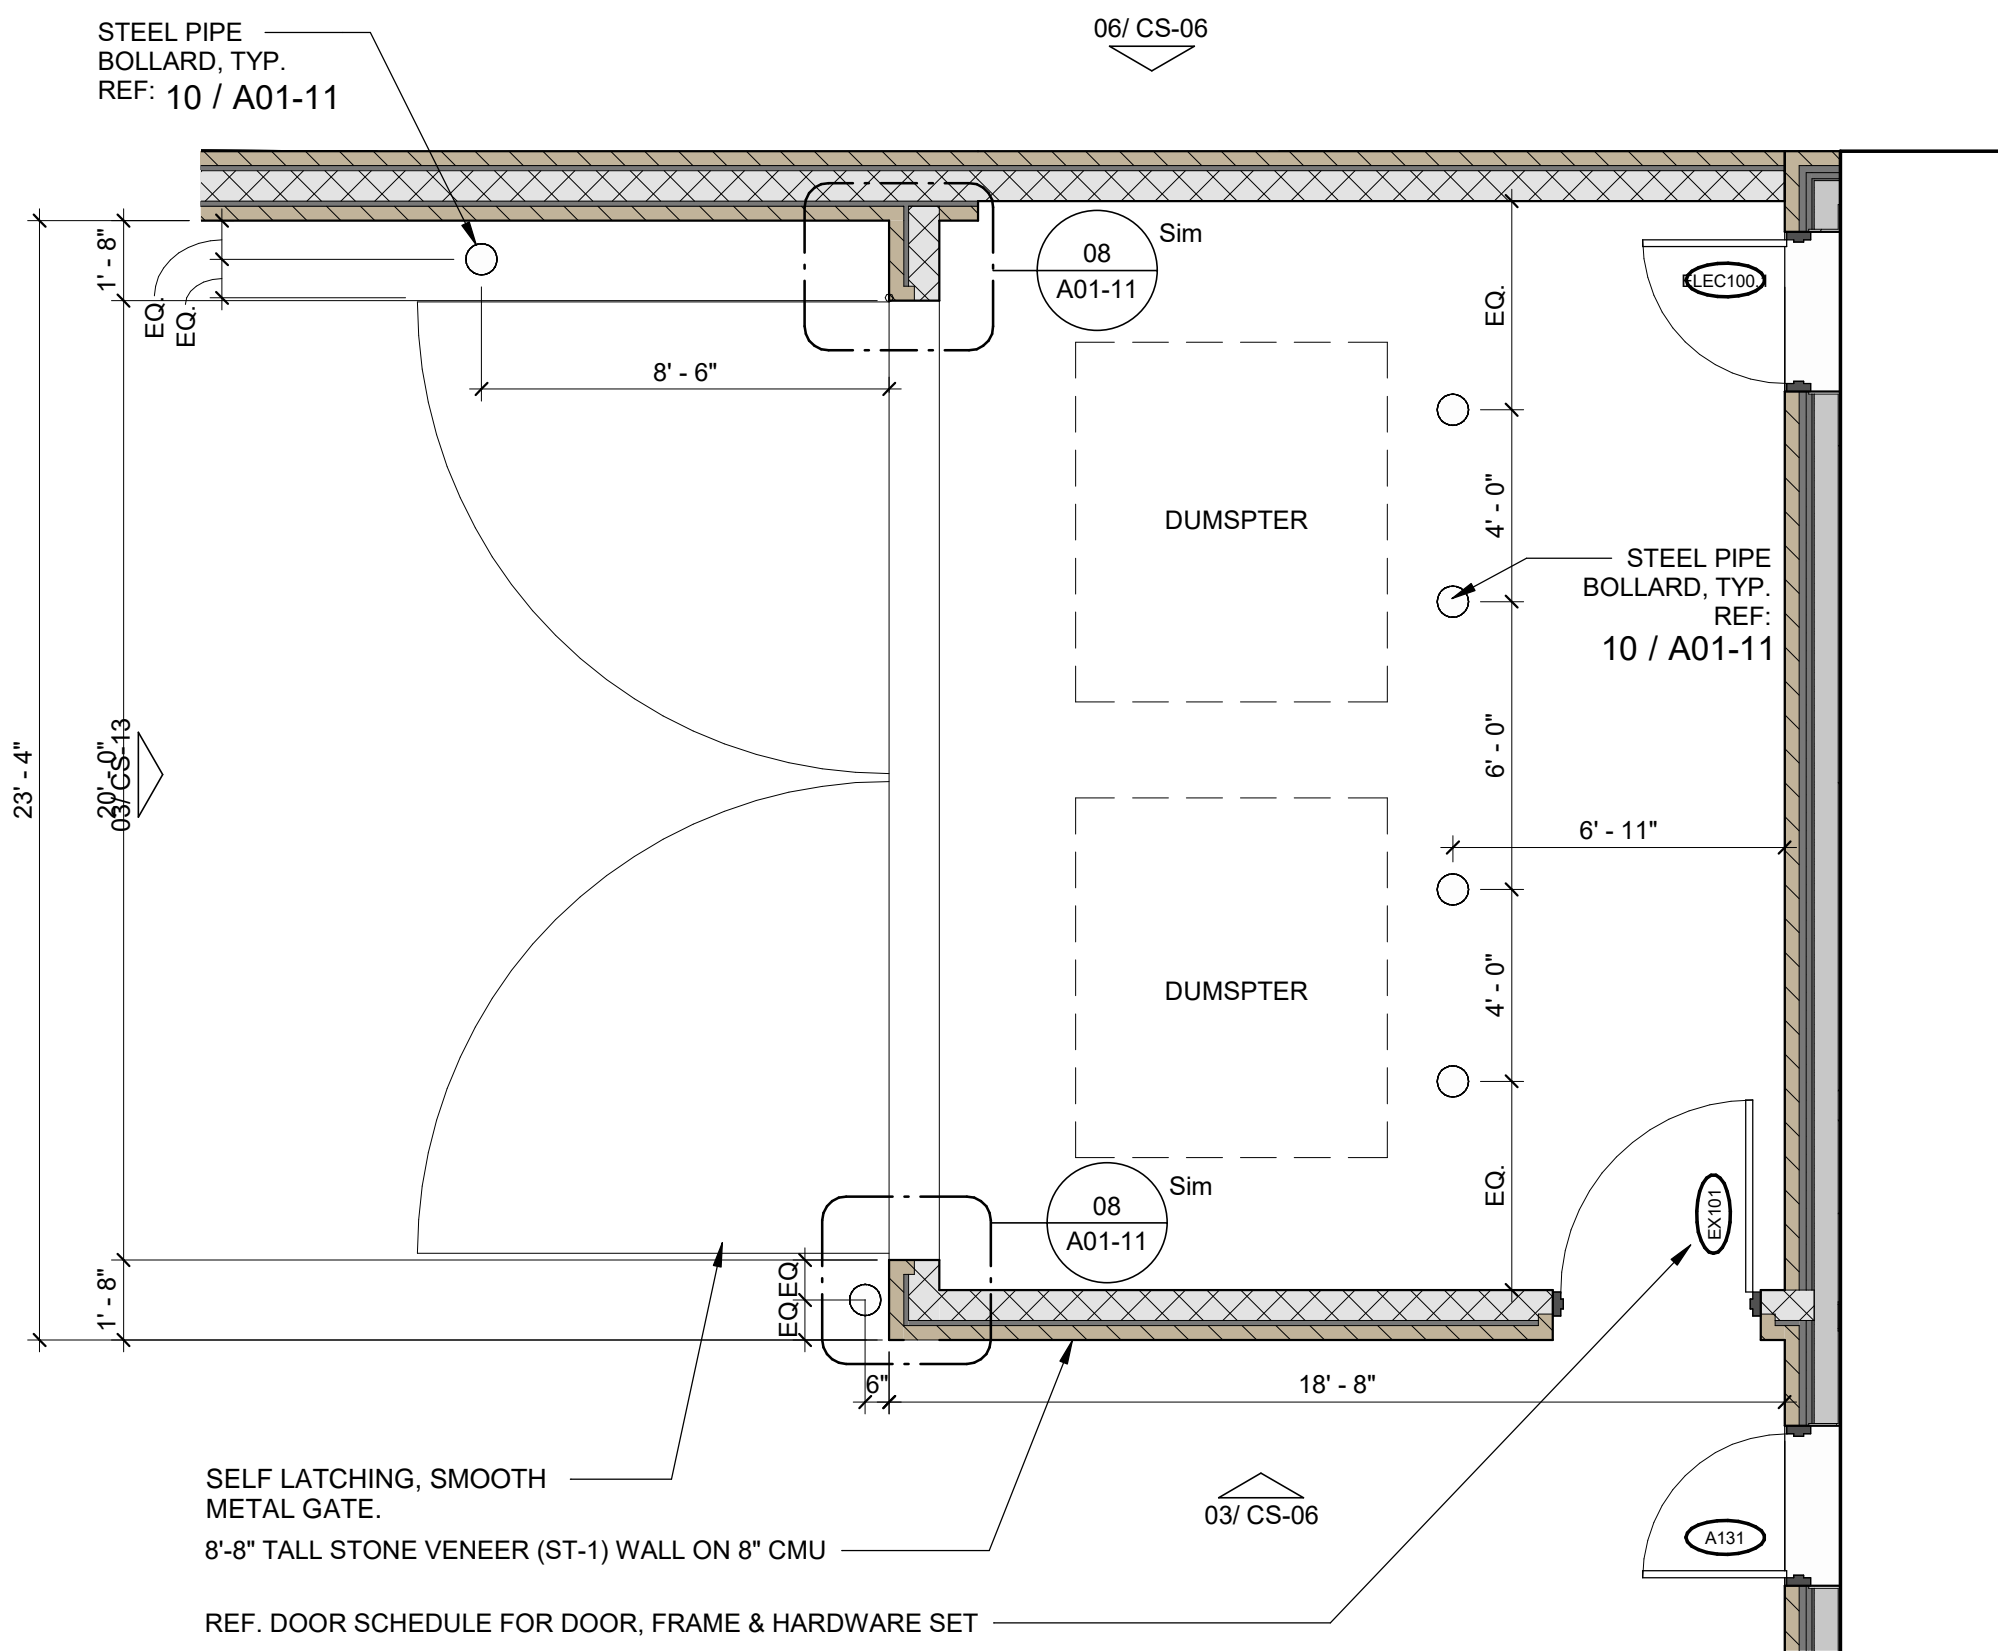 STEEL PIPE
BOLLARD, TYP.
REF: 10 / A01-11
06/ CS-06
1' - 8"
EQ.
EQ.
08
A01-11
Sim
ELEC100.1
EQ.
8' - 6"
4' - 0"
DUMSPTER
STEEL PIPE
BOLLARD, TYP.
REF:
10 / A01-11
23' - 4"
20' - 0"
03/ CS-13
6' - 0"
6' - 11"
4' - 0"
DUMSPTER
08
A01-11
Sim
EQ.
EX101
1' - 8"
EQ
EQ
6"
18' - 8"
SELF LATCHING, SMOOTH
METAL GATE.
03/ CS-06
8'-8" TALL STONE VENEER (ST-1) WALL ON 8" CMU
A131
REF. DOOR SCHEDULE FOR DOOR, FRAME & HARDWARE SET